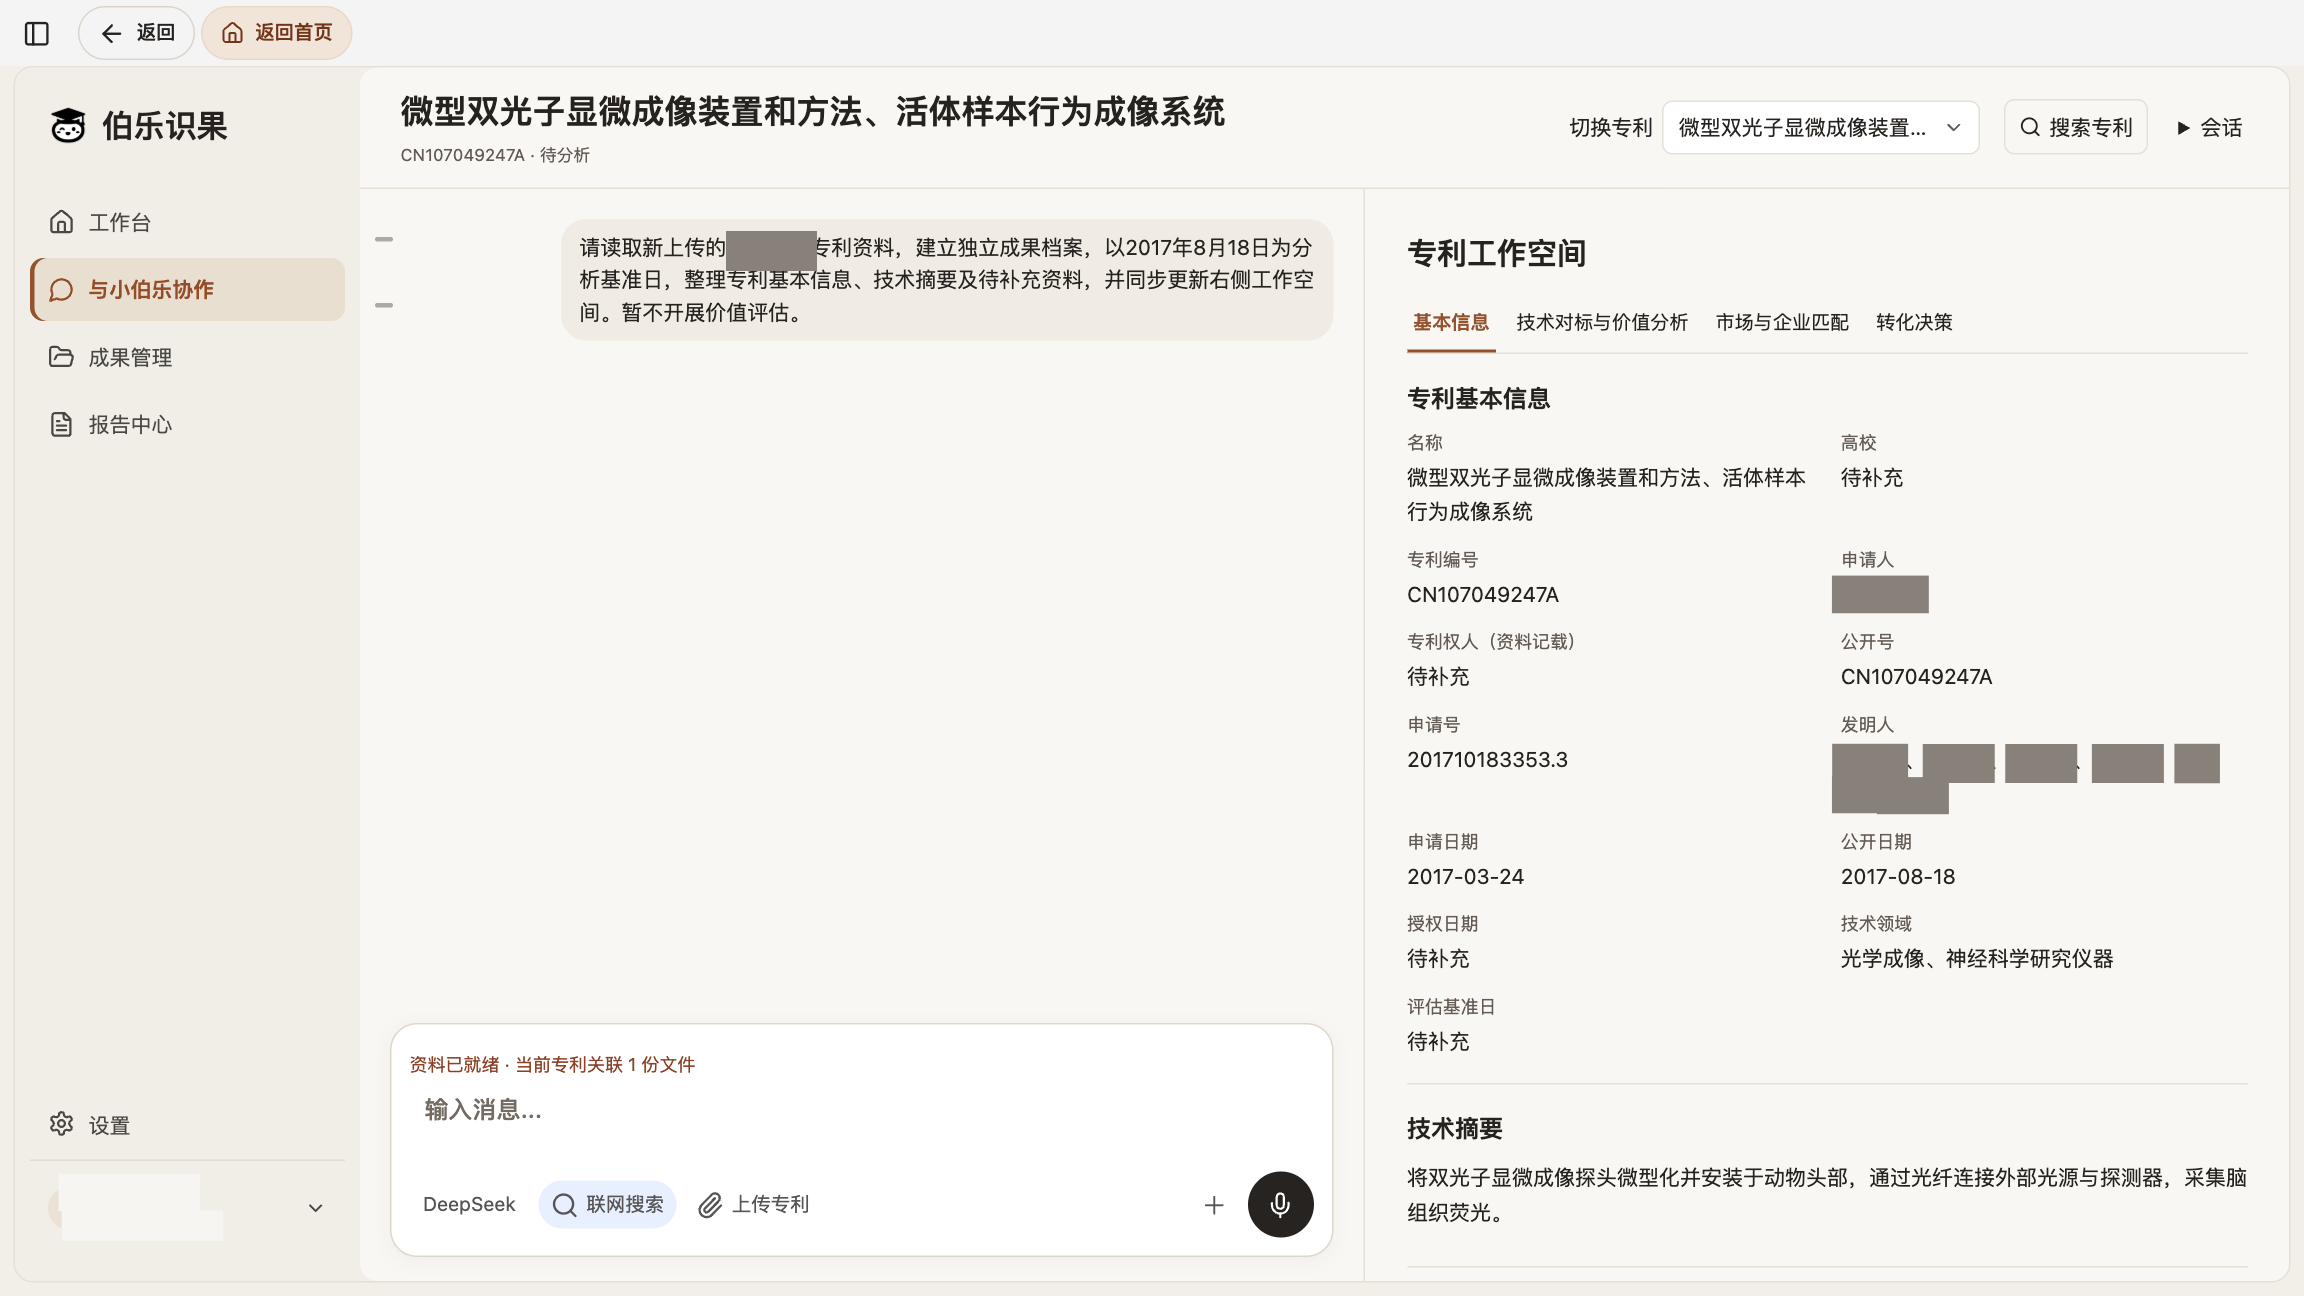 返回
返回首页
伯乐识果
工作台
与小伯乐协作
成果管理
报告中心
设置
微型双光子显微成像装置和方法、活体样本行为成像系统
CN107049247A · 待分析
切换专利
微型双光子显微成像装置...
搜索专利
会话
请读取新上传的 专利资料，建立独立成果档案，以2017年8月18日为分
析基准日，整理专利基本信息、技术摘要及待补充资料，并同步更新右侧工作空
间。暂不开展价值评估。
资料已就绪 · 当前专利关联 1 份文件
输入消息...
DeepSeek
联网搜索
上传专利
专利工作空间
基本信息
技术对标与价值分析
市场与企业匹配
转化决策
专利基本信息
名称
微型双光子显微成像装置和方法、活体样本
行为成像系统
高校
待补充
专利编号
CN107049247A
申请人
专利权人（资料记载）
待补充
公开号
CN107049247A
申请号
201710183353.3
发明人
申请日期
2017-03-24
公开日期
2017-08-18
授权日期
待补充
技术领域
光学成像、神经科学研究仪器
评估基准日
待补充
技术摘要
将双光子显微成像探头微型化并安装于动物头部，通过光纤连接外部光源与探测器，采集脑
组织荧光。